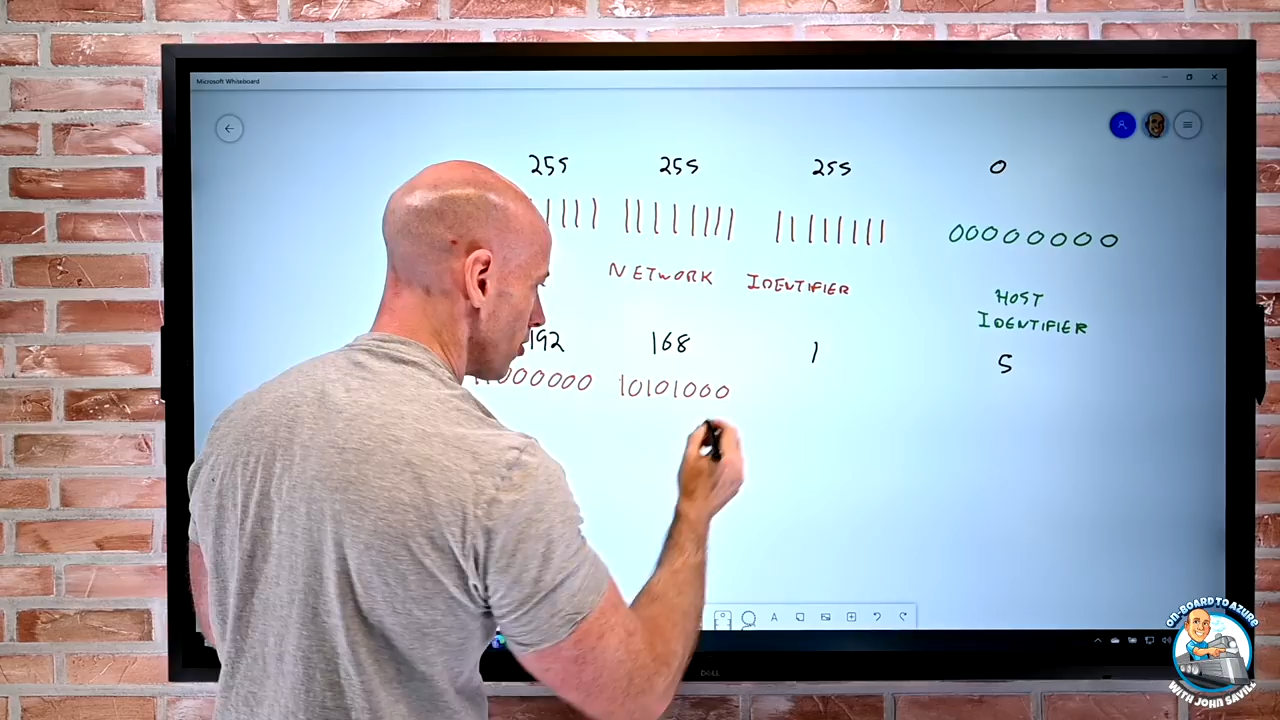 Microsoft Whiteboard
255 255 255 0
00000000
NETWORK IDENTIFIER
HOST
IDENTIFIER
192 168 1 5
10101000
DELL
ON-BOARD TO AZURE
WITH JOHN SAVILL